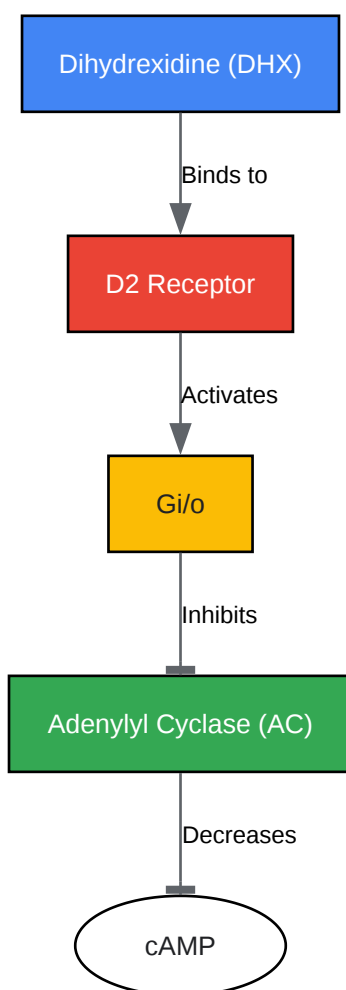 Dihydrexidine (DHX)
Binds to
D2 Receptor
Activates
Gi/o
Inhibits
Adenylyl Cyclase (AC)
Decreases
cAMP